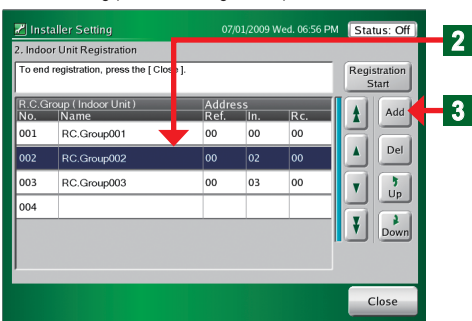 Installer Setting 07/01/2009 Wed. 06:56 PM Status: Off
2. Indoor Unit Registration
To end registration, press the [ Close ].
Registration
Start
R.C.Group ( Indoor Unit ) Address
No. Name Ref. In. Rc.
001 RC.Group001 00 00 00
002 RC.Group002 00 02 00
003 RC.Group003 00 03 00
004
Add
Del
Up
Down
Close
2
3